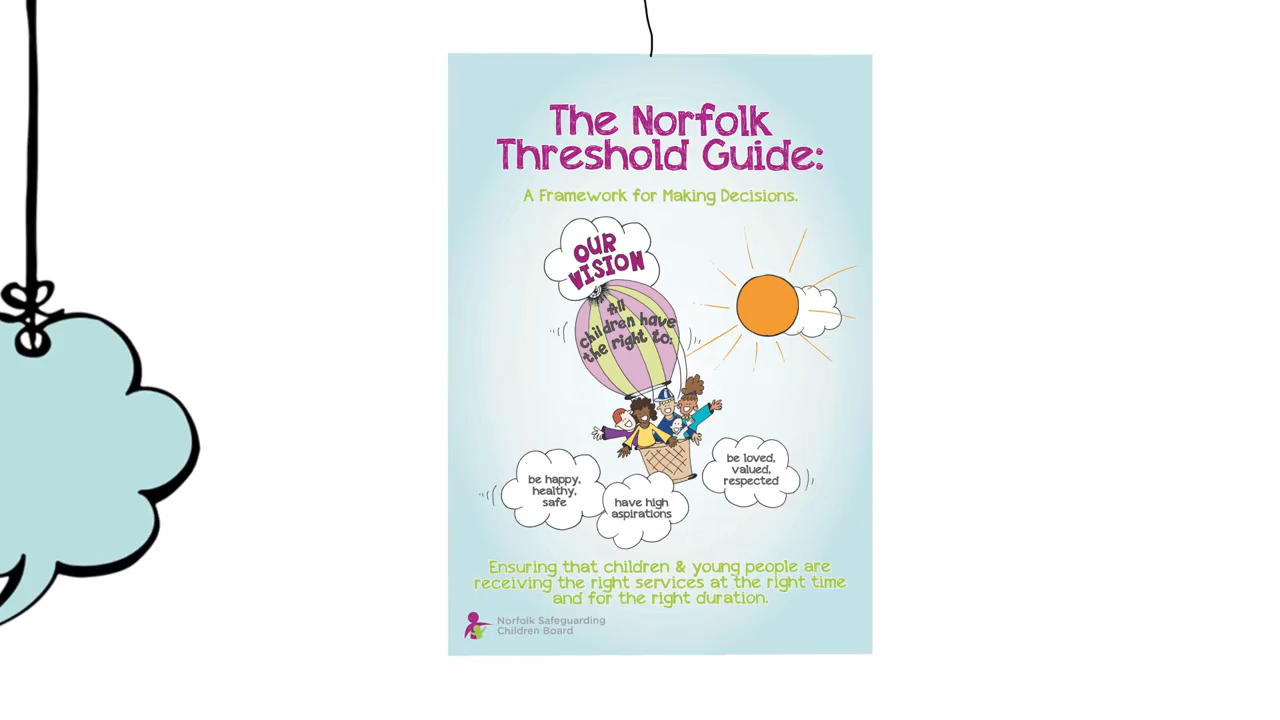 The Norfolk
Threshold Guide:
A Framework for Making Decisions.
OUR
VISION
All
children have
the right to:
be happy,
healthy,
safe
have high
aspirations
be loved,
valued,
respected
Ensuring that children & young people are
receiving the right services at the right time
and for the right duration.
Norfolk Safeguarding
Children Board